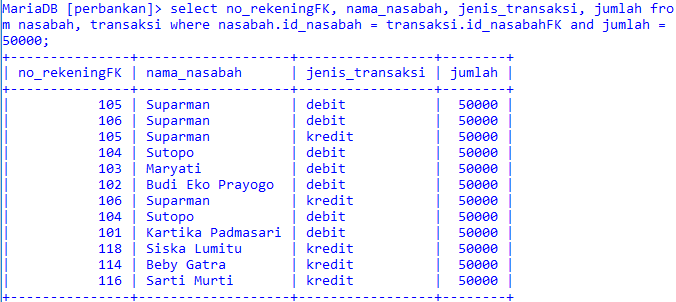 MariaDB [perbankan]> select no_rekeningFK, nama_nasabah, jenis_transaksi, jumlah fro
m nasabah, transaksi where nasabah.id_nasabah = transaksi.id_nasabahFK and jumlah =
50000;
+---------------+-------------------+-----------------+--------+
| no_rekeningFK | nama_nasabah      | jenis_transaksi | jumlah |
+---------------+-------------------+-----------------+--------+
|           105 | Suparman          | debit           |  50000 |
|           106 | Suparman          | debit           |  50000 |
|           105 | Suparman          | kredit          |  50000 |
|           104 | Sutopo            | debit           |  50000 |
|           103 | Maryati           | debit           |  50000 |
|           102 | Budi Eko Prayogo  | debit           |  50000 |
|           106 | Suparman          | kredit          |  50000 |
|           104 | Sutopo            | debit           |  50000 |
|           101 | Kartika Padmasari | debit           |  50000 |
|           118 | Siska Lumitu      | kredit          |  50000 |
|           114 | Beby Gatra        | kredit          |  50000 |
|           116 | Sarti Murti       | kredit          |  50000 |
+---------------+-------------------+-----------------+--------+